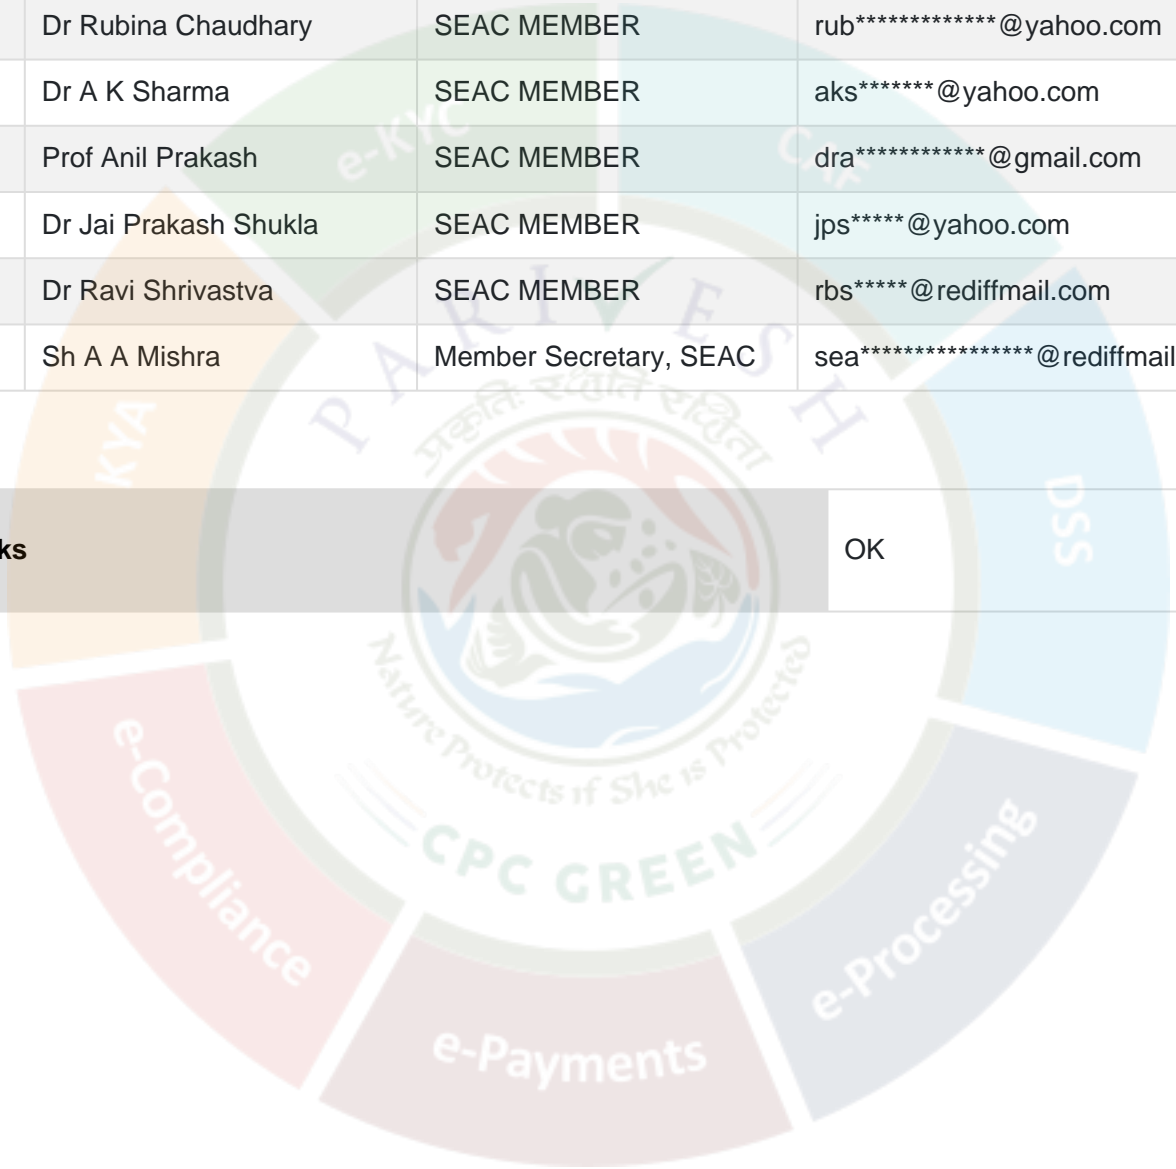 Dr Rubina Chaudhary SEAC MEMBER rub*************@yahoo.com
Dr A K Sharma SEAC MEMBER aks*******@yahoo.com
Prof Anil Prakash SEAC MEMBER dra************@gmail.com
Dr Jai Prakash Shukla SEAC MEMBER jps*****@yahoo.com
Dr Ravi Shrivastva SEAC MEMBER rbs*****@rediffmail.com
Sh A A Mishra Member Secretary, SEAC sea****************@rediffmail
ks OK
e-KYC
CAF
KYA
PARIVESH
प्रकृतिः रक्षति रक्षिता
DSS
Nature Protects if She is Protected
CPC GREEN
e-Compliance
e-Processing
e-Payments